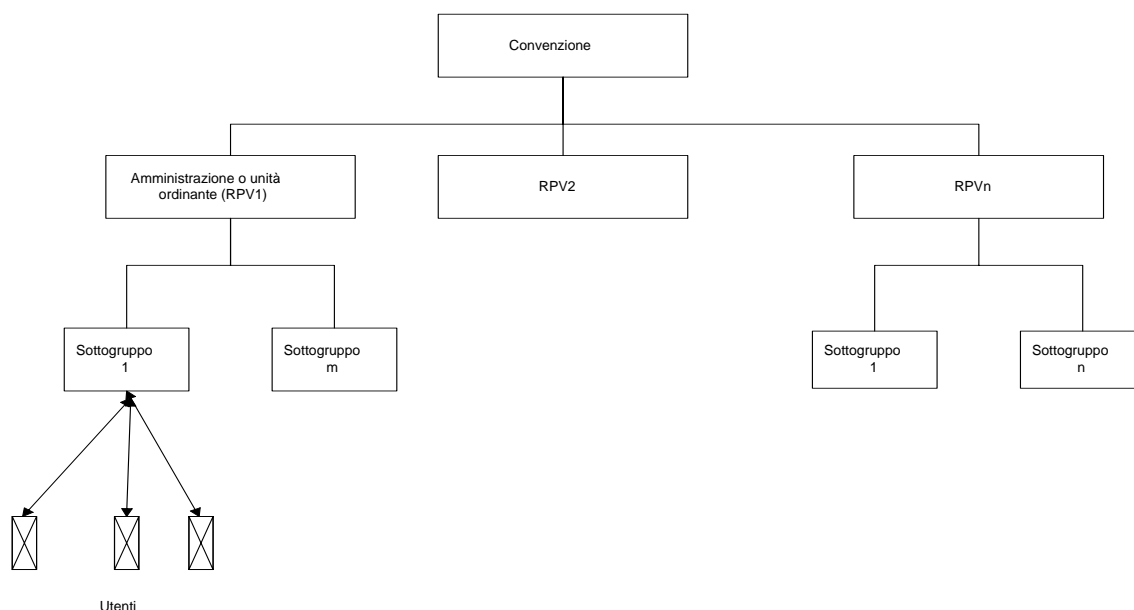 Convenzione
Amministrazione o unità
ordinante (RPV1)
RPV2
RPVn
Sottogruppo
1
Sottogruppo
m
Sottogruppo
1
Sottogruppo
n
Utenti